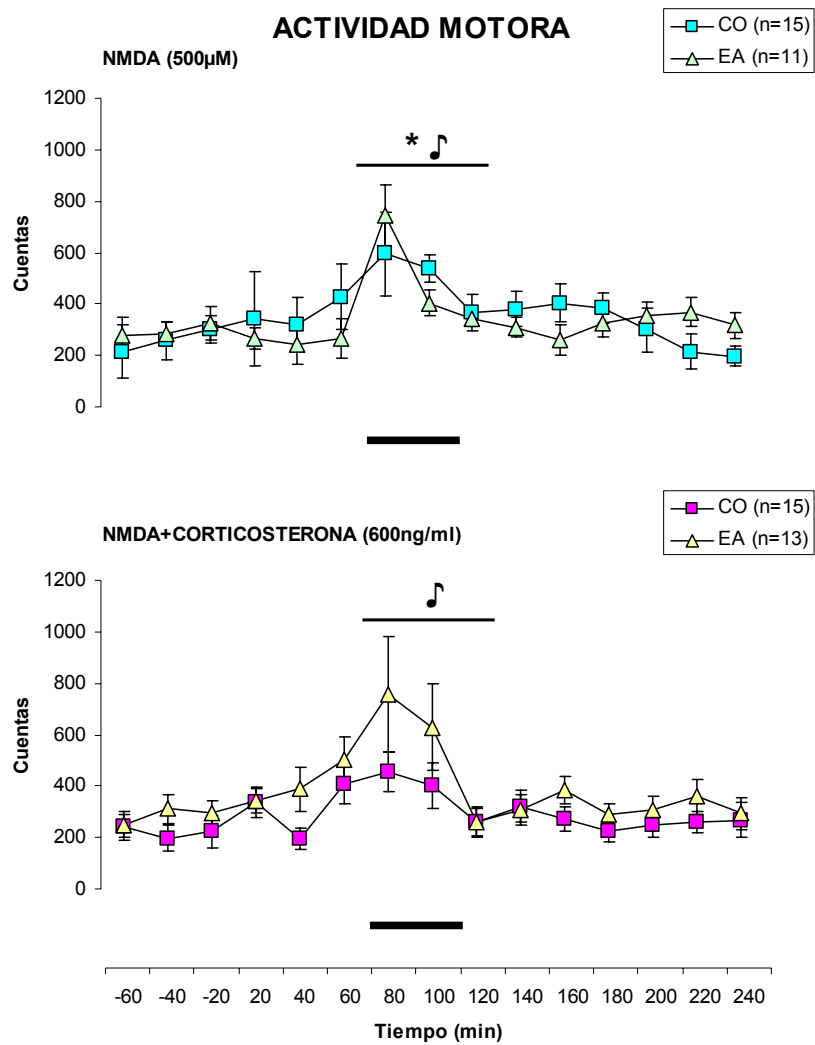 ACTIVIDAD MOTORA
CO (n=15)
EA (n=11)
NMDA (500µM)
1200
1000
800
600
400
200
0
Cuentas
* ♪
NMDA+CORTICOSTERONA (600ng/ml)
CO (n=15)
EA (n=13)
1200
1000
800
600
400
200
0
Cuentas
♪
-60 -40 -20 20 40 60 80 100 120 140 160 180 200 220 240
Tiempo (min)